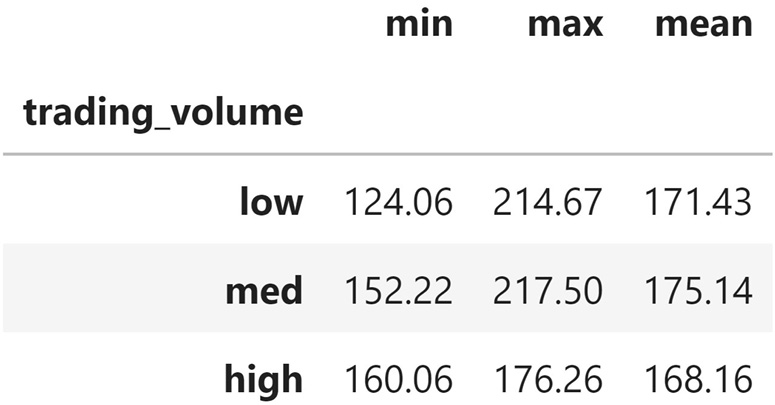 min max mean
trading_volume
low 124.06 214.67 171.43
med 152.22 217.50 175.14
high 160.06 176.26 168.16